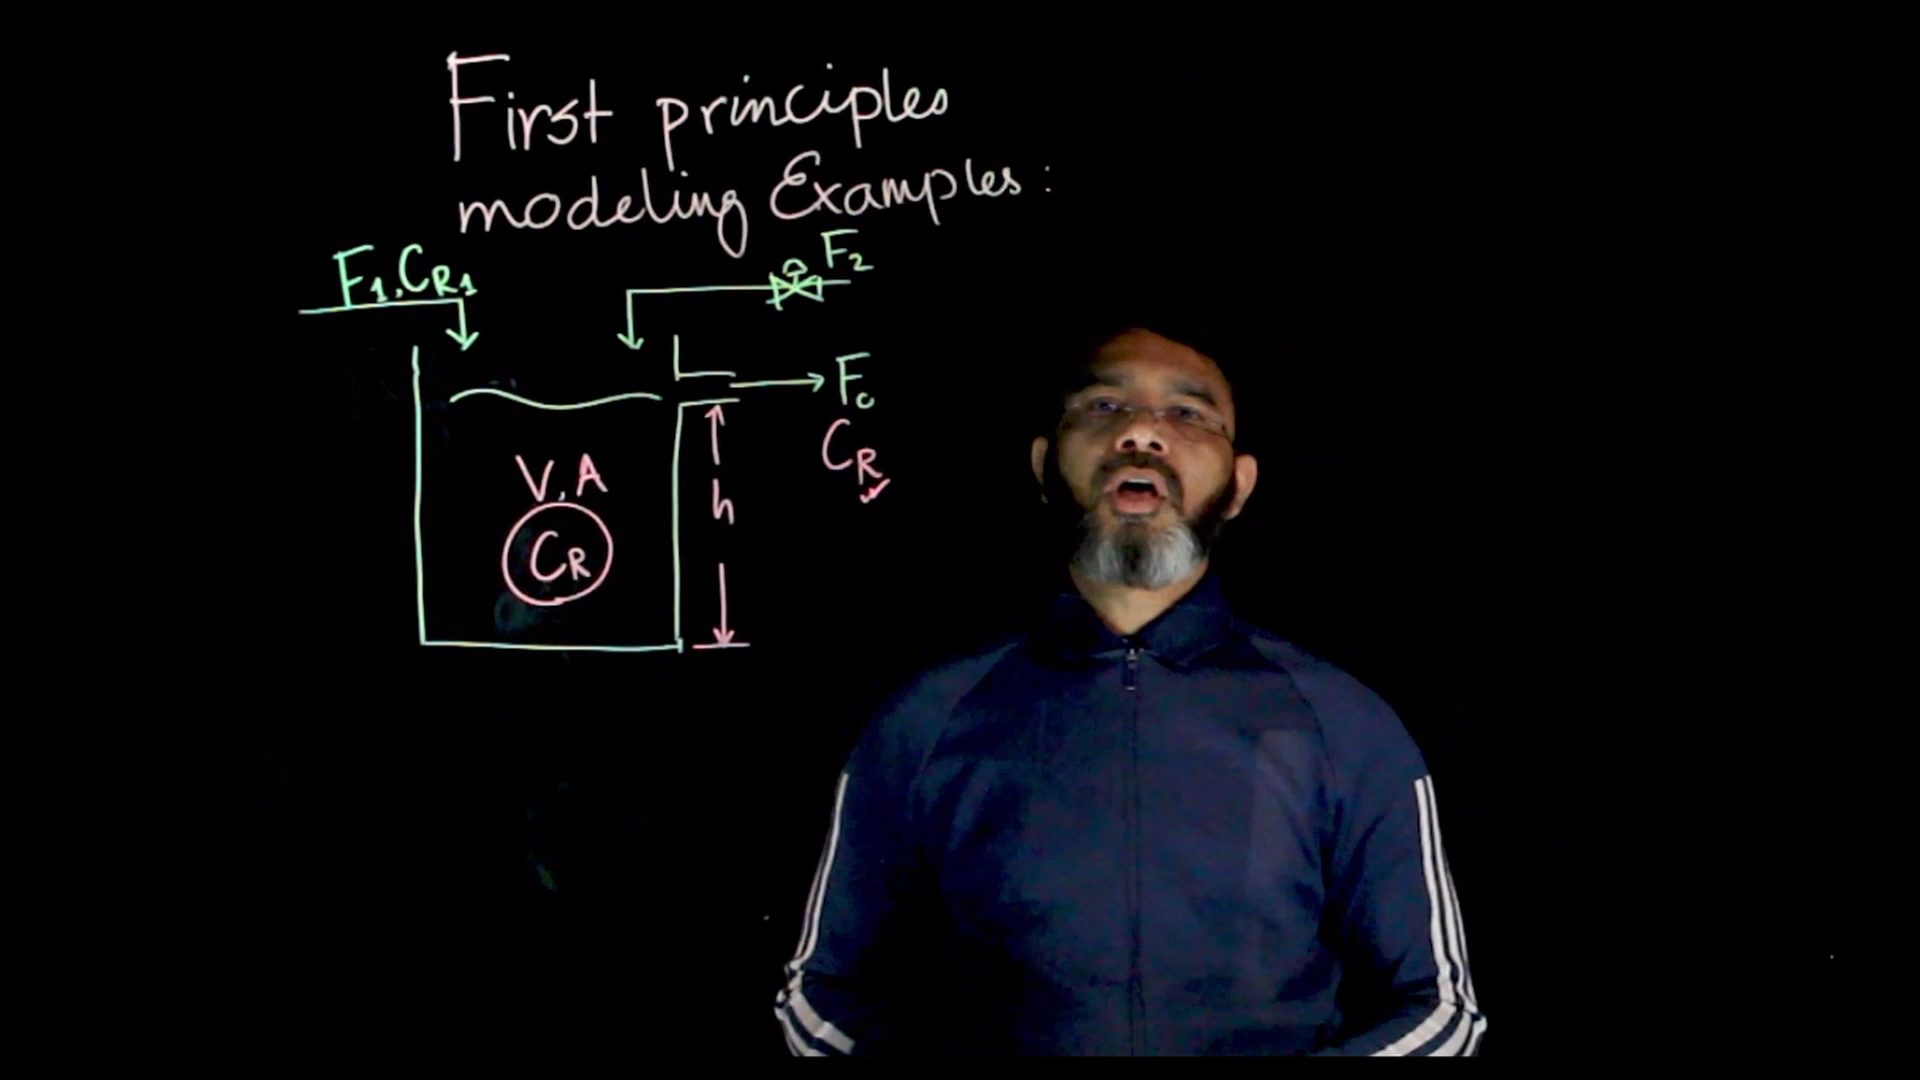 First principles
modeling Examples:
F1, CR1
F2
Fo
CR
V, A
h
CR